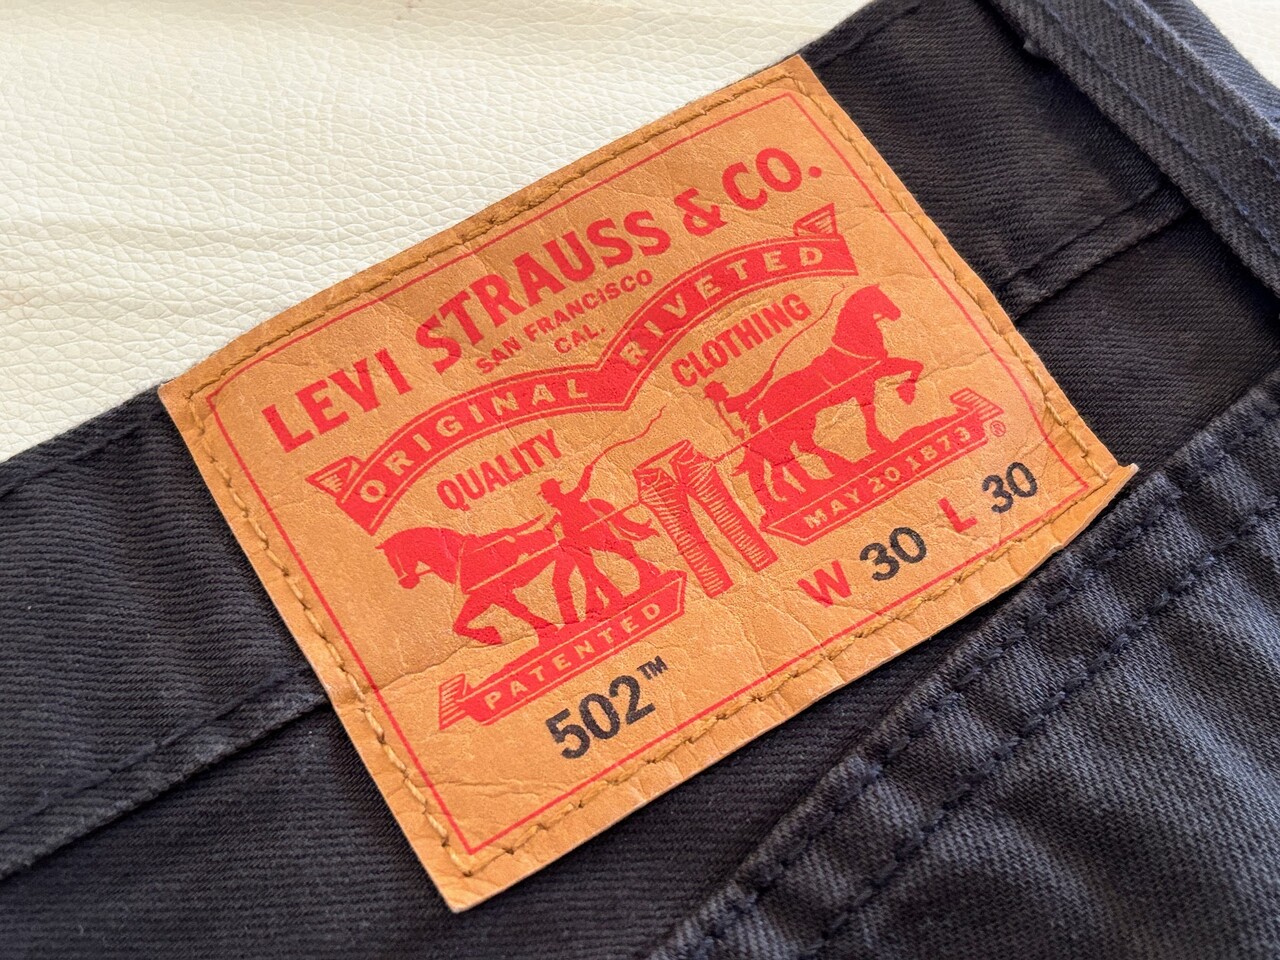 LEVI STRAUSS & CO.
SAN FRANCISCO
CAL.
ORIGINAL RIVETED
QUALITY CLOTHING
PATENTED MAY 20 1873 ®
502™ W 30 L 30